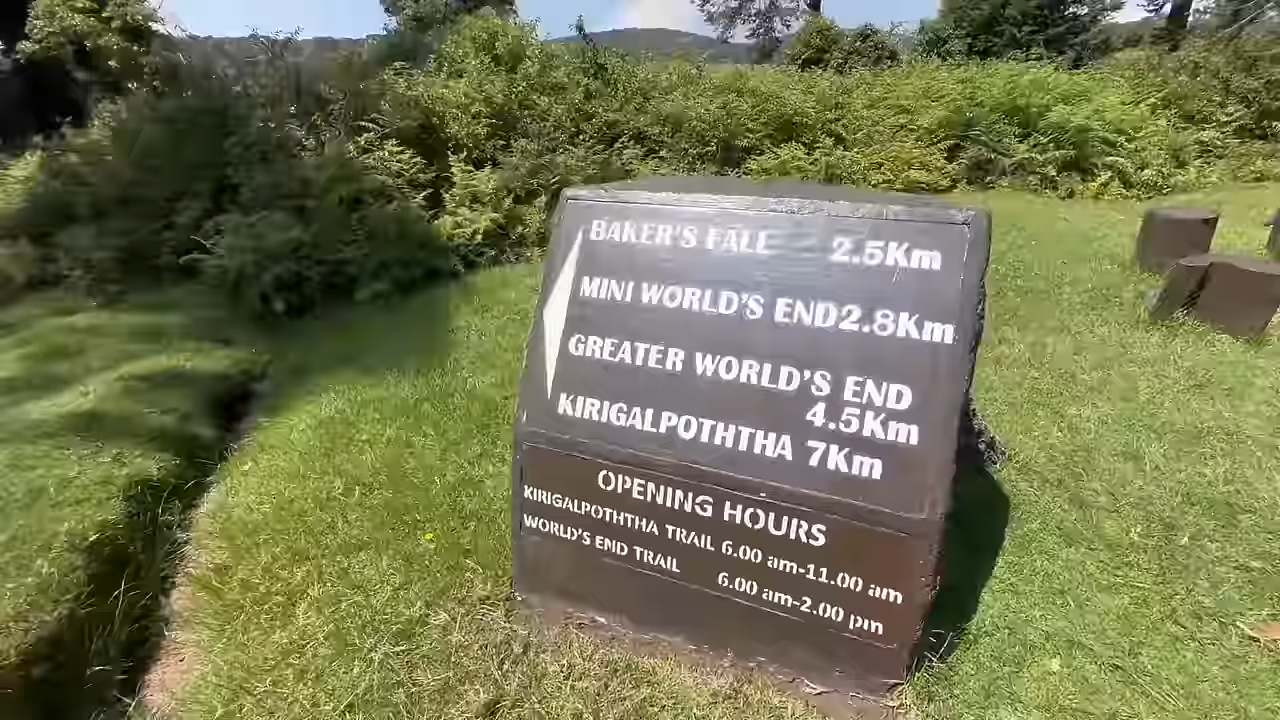 BAKER'S FALL 2.5Km
MINI WORLD'S END2.8Km
GREATER WORLD'S END
4.5Km
KIRIGALPOTHTHA 7Km
OPENING HOURS
KIRIGALPOTHTHA TRAIL 6.00 am-11.00 am
WORLD'S END TRAIL 6.00 am-2.00 pm